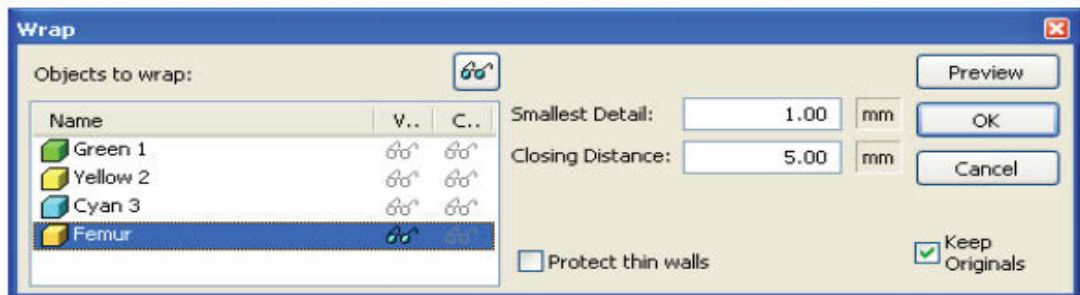 Wrap
Objects to wrap:
Name V.. C..
Green 1
Yellow 2
Cyan 3
Femur
Smallest Detail: 1.00 mm
Closing Distance: 5.00 mm
Protect thin walls
Preview
OK
Cancel
Keep
Originals